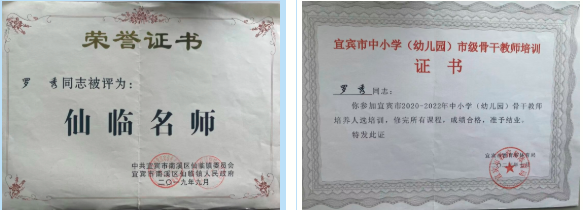 荣誉证书
罗 秀同志被评为：
仙临名师
中共宜宾市南溪区仙临镇委员会
宜宾市南溪区仙临镇人民政府
二〇一九年九月
宜宾市中小学（幼儿园）市级骨干教师培训
证书
罗 秀 同志：
你参加宜宾市2020-2022年中小学（幼儿园）骨干教师
培养人选培训，修完所有课程，成绩合格，准予结业。
特发此证